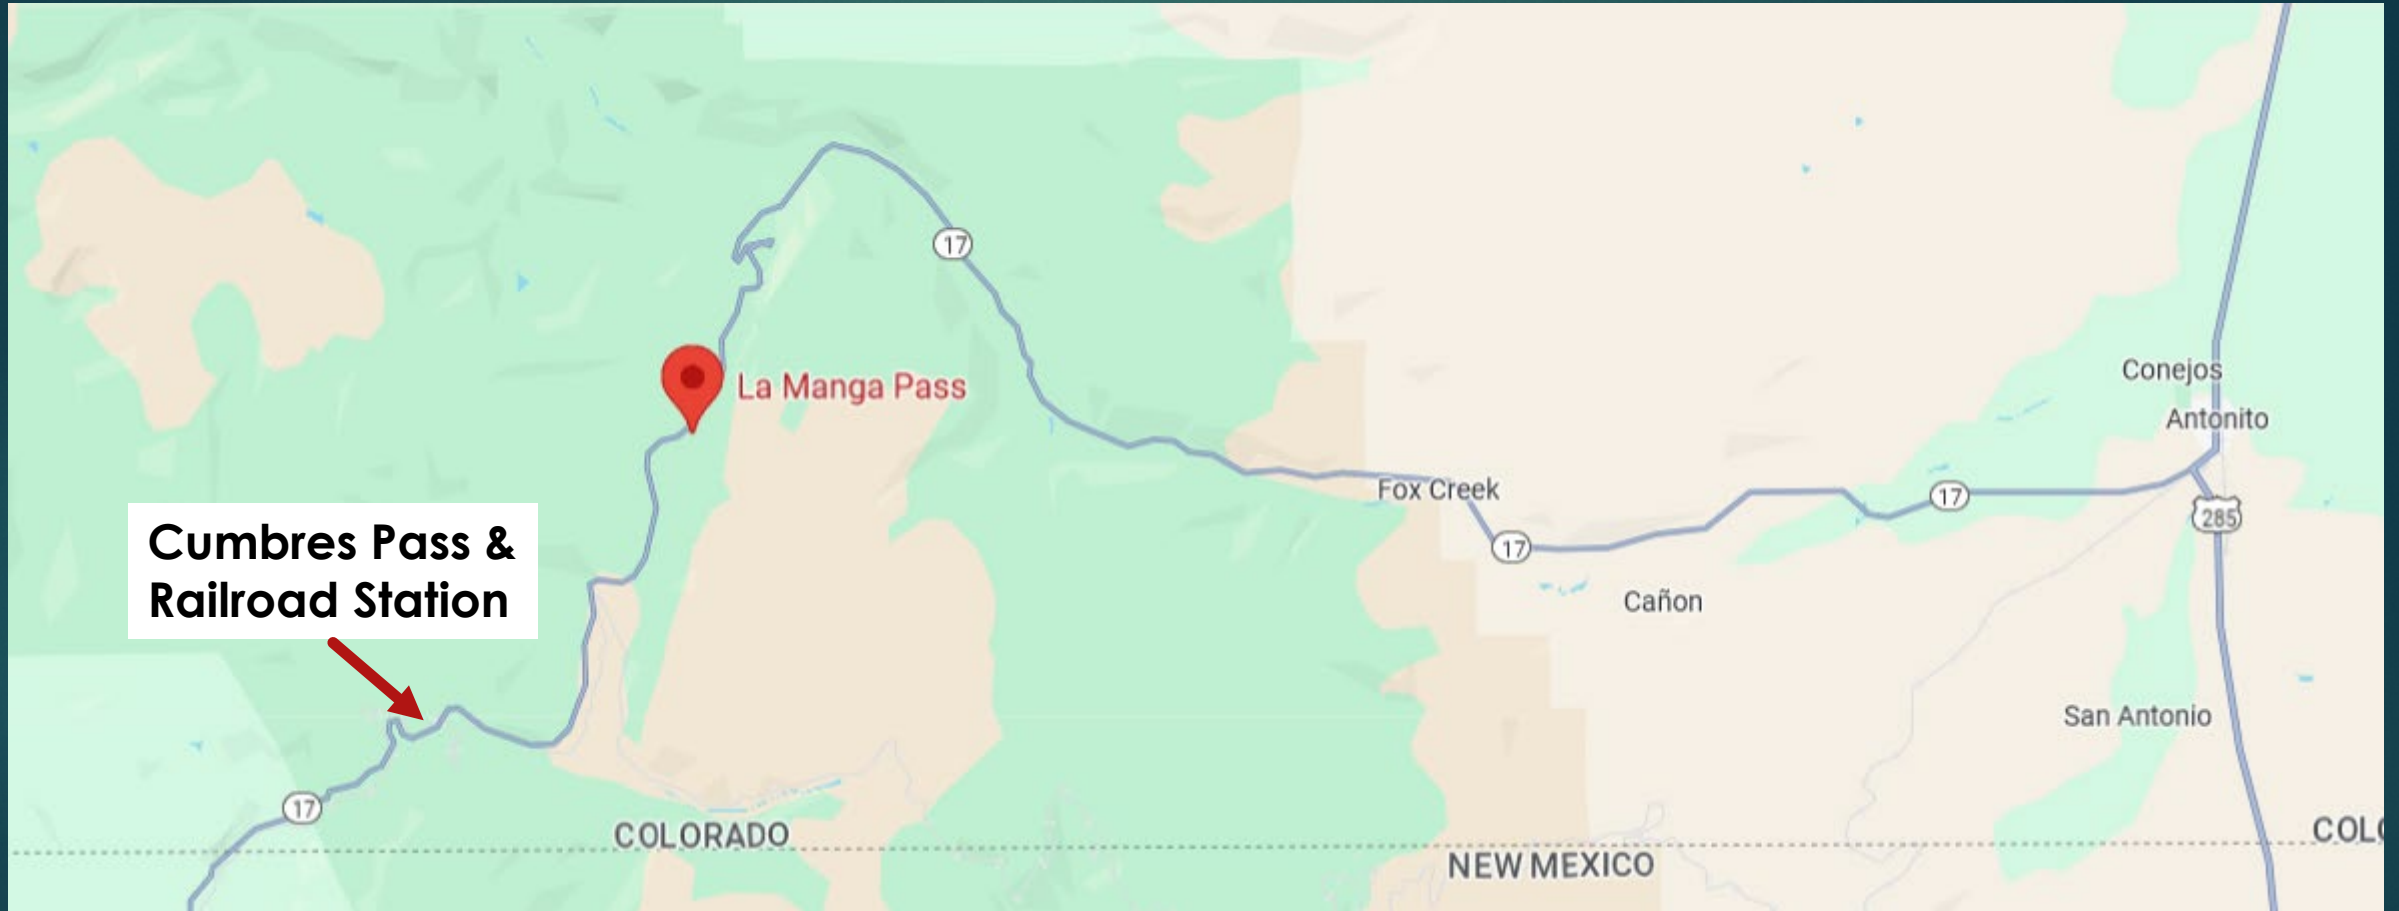 17
La Manga Pass
Conejos
Antonito
Fox Creek
17
285
17
Cumbres Pass &
Railroad Station
Cañon
San Antonio
17
COLORADO
COLO
NEW MEXICO